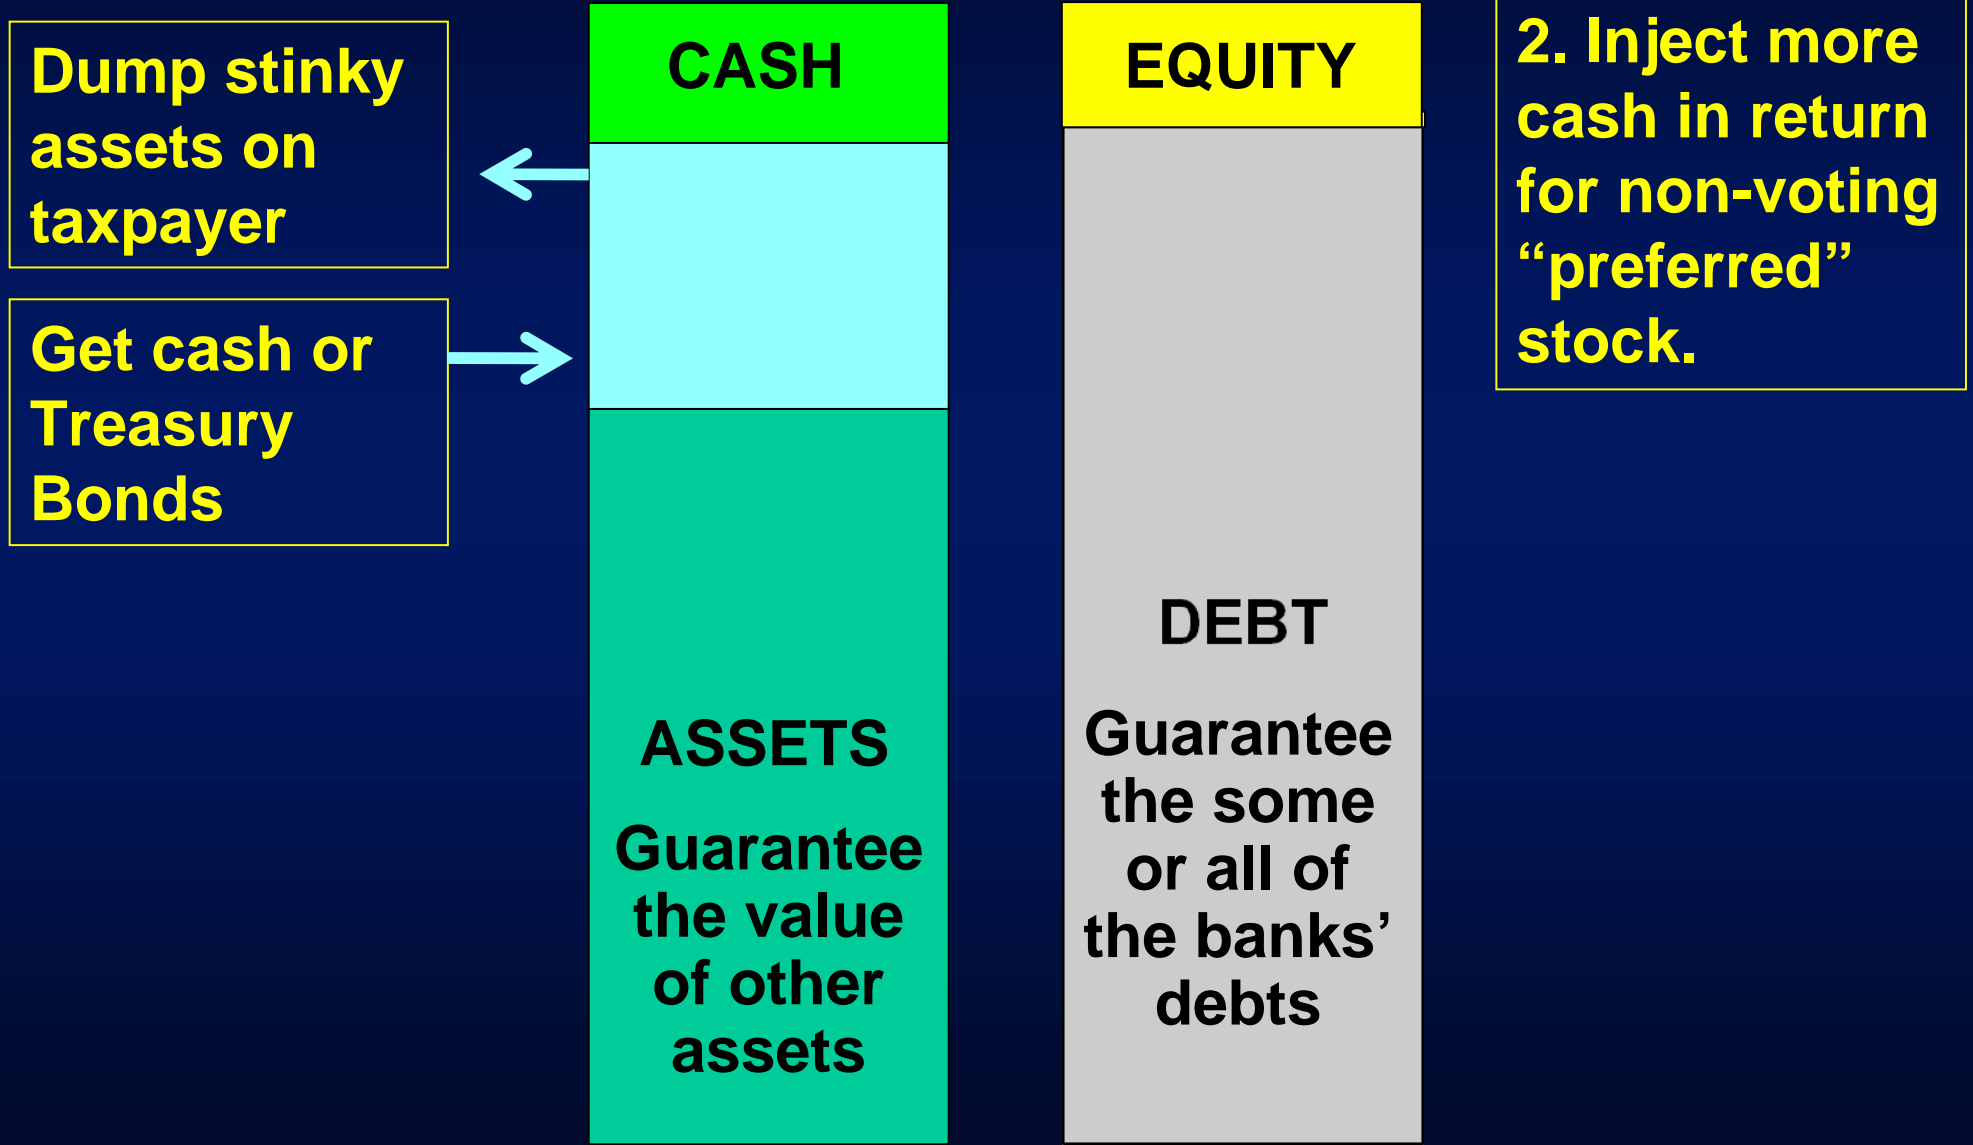 Dump stinky
assets on
taxpayer
Get cash or
Treasury
Bonds
CASH
ASSETS
Guarantee
the value
of other
assets
EQUITY
DEBT
Guarantee
the some
or all of
the banks’
debts
2. Inject more
cash in return
for non-voting
“preferred”
stock.